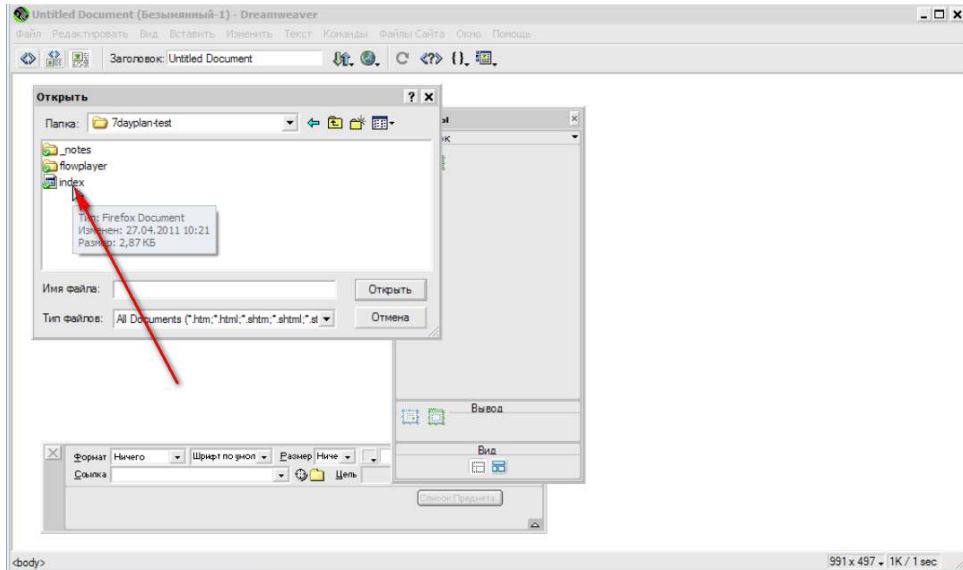 Untitled Document (Безымянный-1) - Dreamweaver
Файл Редактировать Вид Вставить Изменить Текст Команды Файлы Сайта Окно Помощь
Заголовок: Untitled Document
Открыть
Папка: 7dayplan-test
_notes
flowplayer
index
Тип: Firefox Document
Изменен: 27.04.2011 10:21
Размер: 2,87 КБ
Имя файла:
Открыть
Тип файлов: All Documents (*.htm;*.html;*.shtm;*.shtml;*.st
Отмена
Вывод
Вид
Формат Ничего Шрифт по умол Размер Ниче
Ссылка Цель
Список Предмета...
<body>
991 x 497 1K / 1 sec